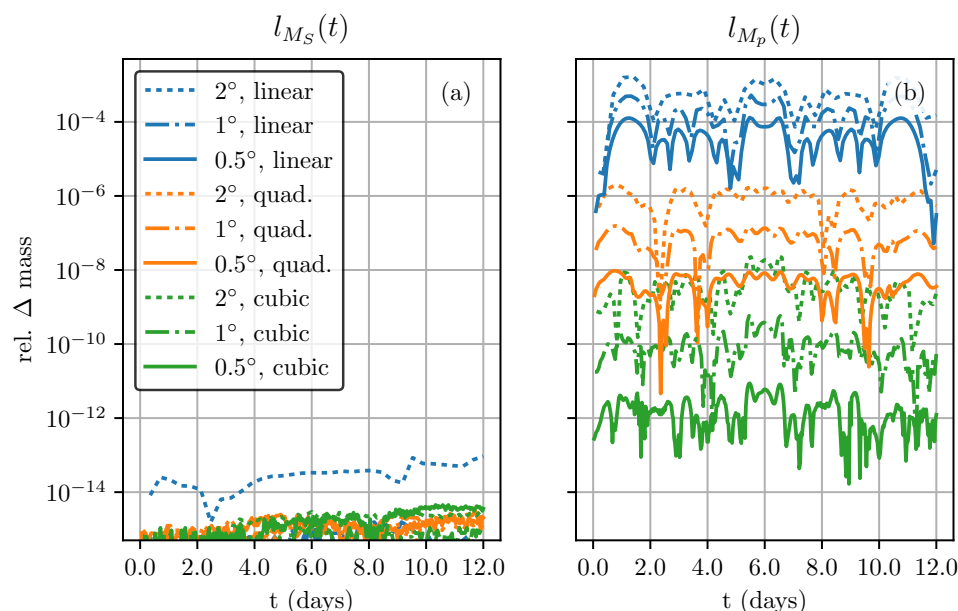 l_{M_S}(t)
l_{M_p}(t)
rel. Δ mass
10^{−4}
10^{−6}
10^{−8}
10^{−10}
10^{−12}
10^{−14}
2°, linear
1°, linear
0.5°, linear
2°, quad.
1°, quad.
0.5°, quad.
2°, cubic
1°, cubic
0.5°, cubic
(a)
(b)
0.0 2.0 4.0 6.0 8.0 10.0 12.0
0.0 2.0 4.0 6.0 8.0 10.0 12.0
t (days)
t (days)